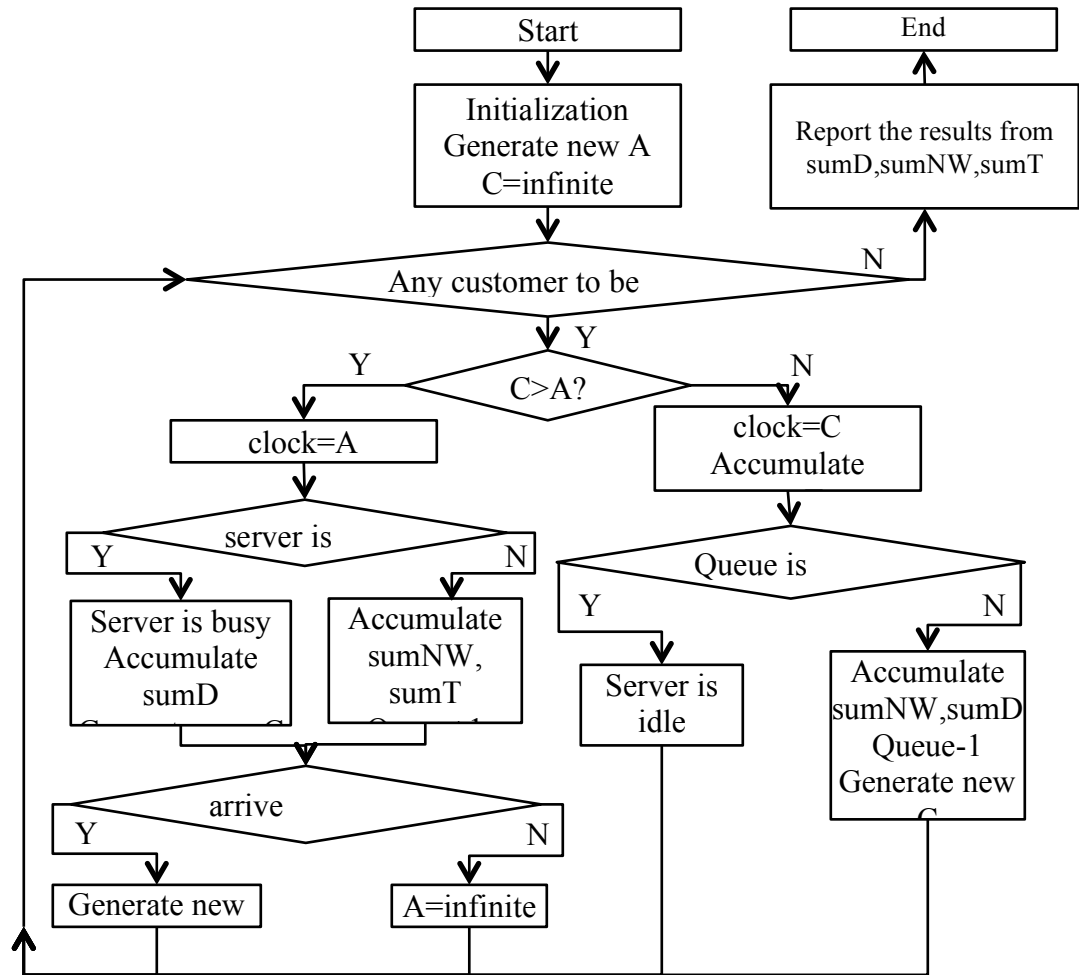 Start
End
Initialization
Generate new A
C=infinite
Report the results from
sumD,sumNW,sumT
Any customer to be
N
Y
C>A?
Y
N
clock=A
clock=C
Accumulate
server is
Y
N
Queue is
Y
N
Server is busy
Accumulate
sumD
Accumulate
sumNW,
sumT
Server is
idle
Accumulate
sumNW,sumD
Queue-1
Generate new
arrive
Y
N
Generate new
A=infinite